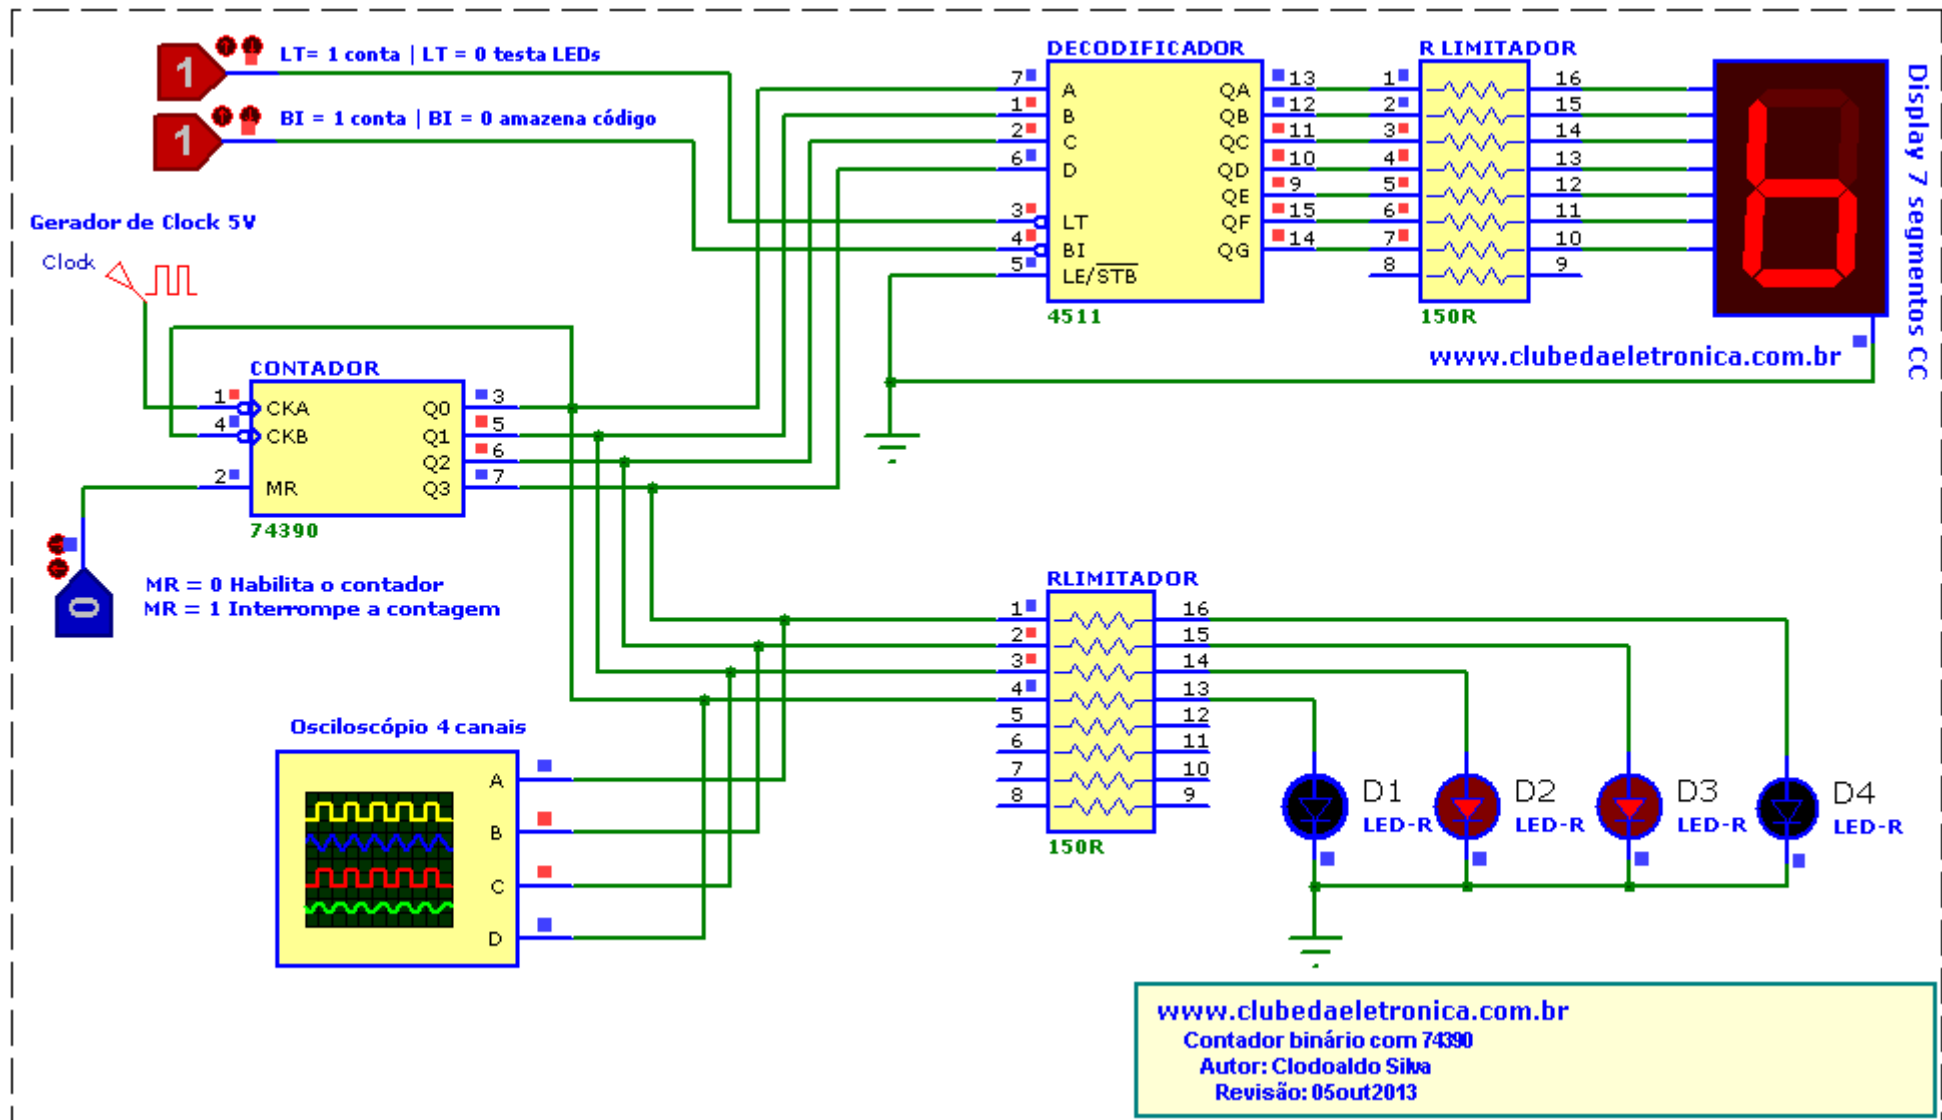 LT= 1 conta | LT = 0 testa LEDs
1
BI = 1 conta | BI = 0 amazena código
1
Gerador de Clock 5V
Clock
DECODIFICADOR
7 A QA 13
1 B QB 12
2 C QC 11
6 D QD 10
QE 9
3 LT QF 15
4 BI QG 14
5 LE/STB
4511
R LIMITADOR
1 16
2 15
3 14
4 13
5 12
6 11
7 10
8 9
150R
Display 7 segmentos CC
www.clubedaeletronica.com.br
CONTADOR
1 CKA Q0 3
4 CKB Q1 5
Q2 6
2 MR Q3 7
74390
0
MR = 0 Habilita o contador
MR = 1 Interrompe a contagem
RLIMITADOR
1 16
2 15
3 14
4 13
5 12
6 11
7 10
8 9
150R
Osciloscópio 4 canais
A
B
C
D
D1
LED-R
D2
LED-R
D3
LED-R
D4
LED-R
www.clubedaeletronica.com.br
Contador binário com 74390
Autor: Clodoaldo Silva
Revisão: 05out2013